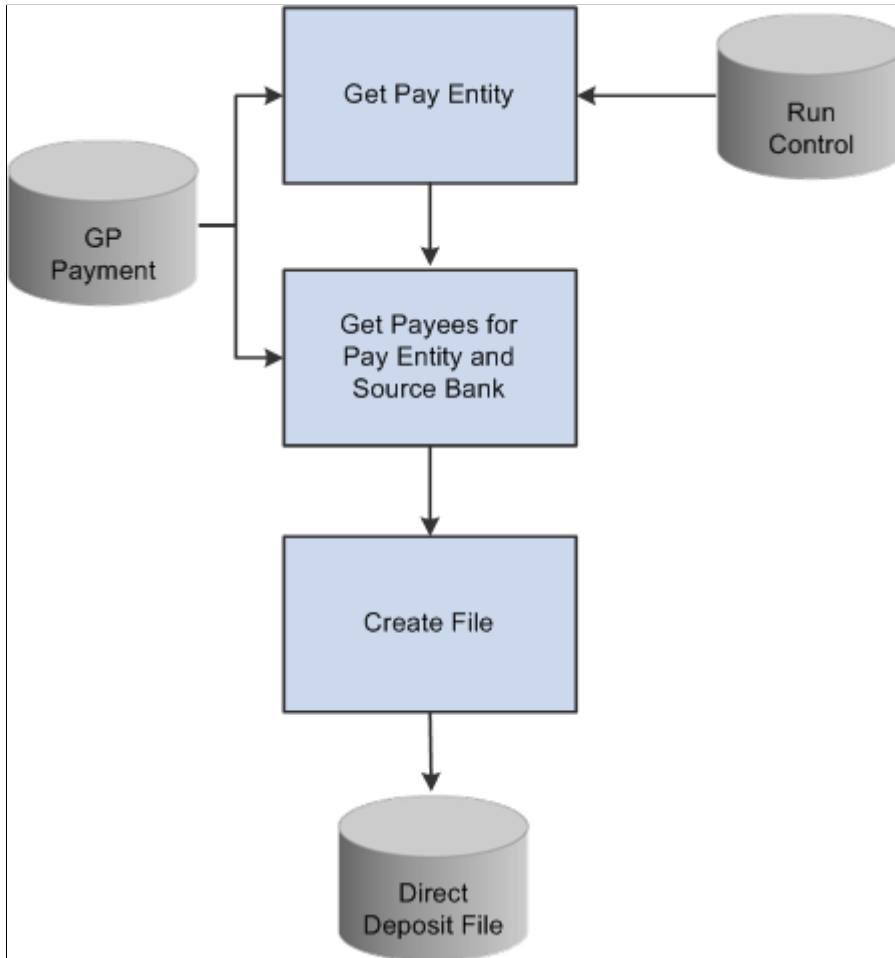 Get Pay Entity
Run
Control
GP
Payment
Get Payees for
Pay Entity and
Source Bank
Create File
Direct
Deposit File